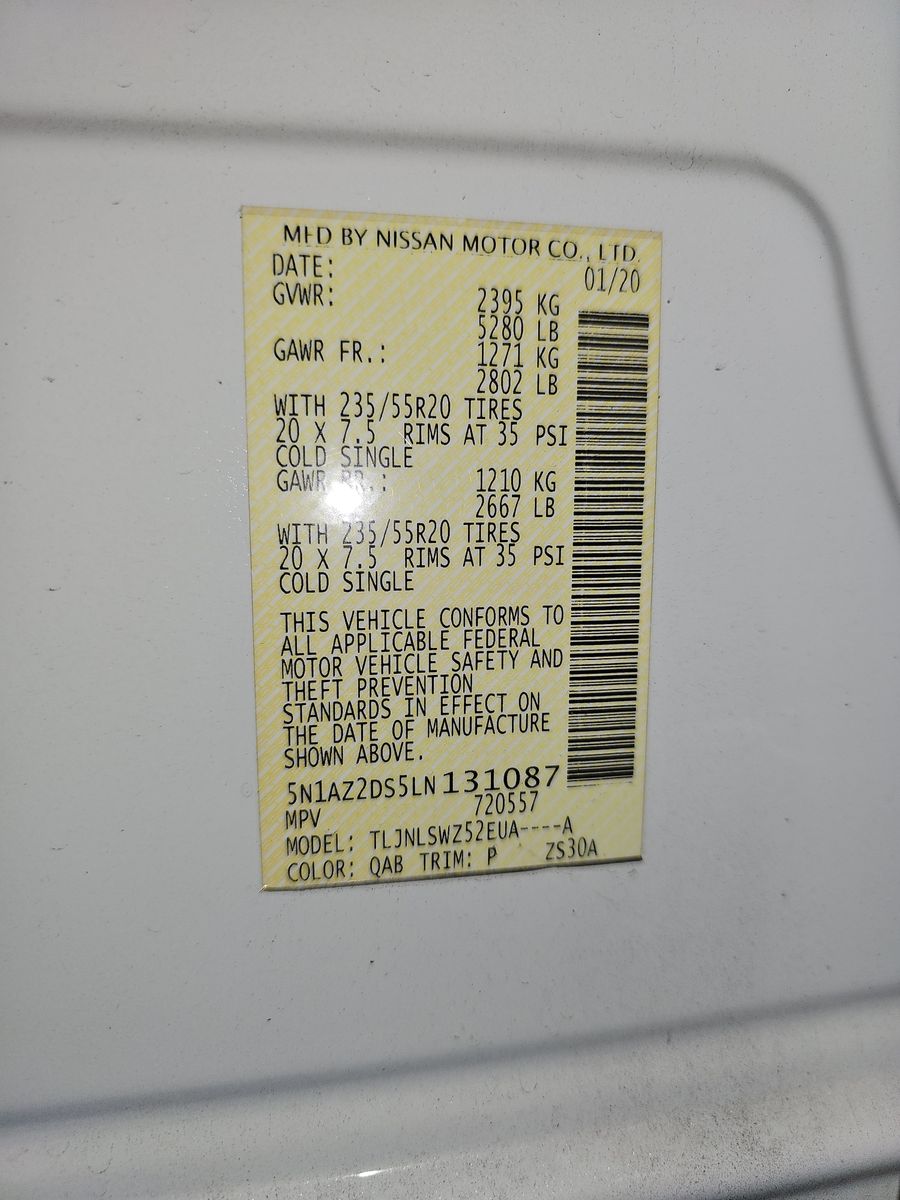 MFD BY NISSAN MOTOR CO., LTD.
DATE: 01/20
GVWR: 2395 KG
5280 LB
GAWR FR.: 1271 KG
2802 LB
WITH 235/55R20 TIRES
20 X 7.5 RIMS AT 35 PSI
COLD SINGLE
GAWR RR.: 1210 KG
2667 LB
WITH 235/55R20 TIRES
20 X 7.5 RIMS AT 35 PSI
COLD SINGLE
THIS VEHICLE CONFORMS TO
ALL APPLICABLE FEDERAL
MOTOR VEHICLE SAFETY AND
THEFT PREVENTION
STANDARDS IN EFFECT ON
THE DATE OF MANUFACTURE
SHOWN ABOVE.
5N1AZ2DS5LN131087
MPV 720557
MODEL: TLJNLSWZ52EUA----A
COLOR: QAB TRIM: P ZS30A